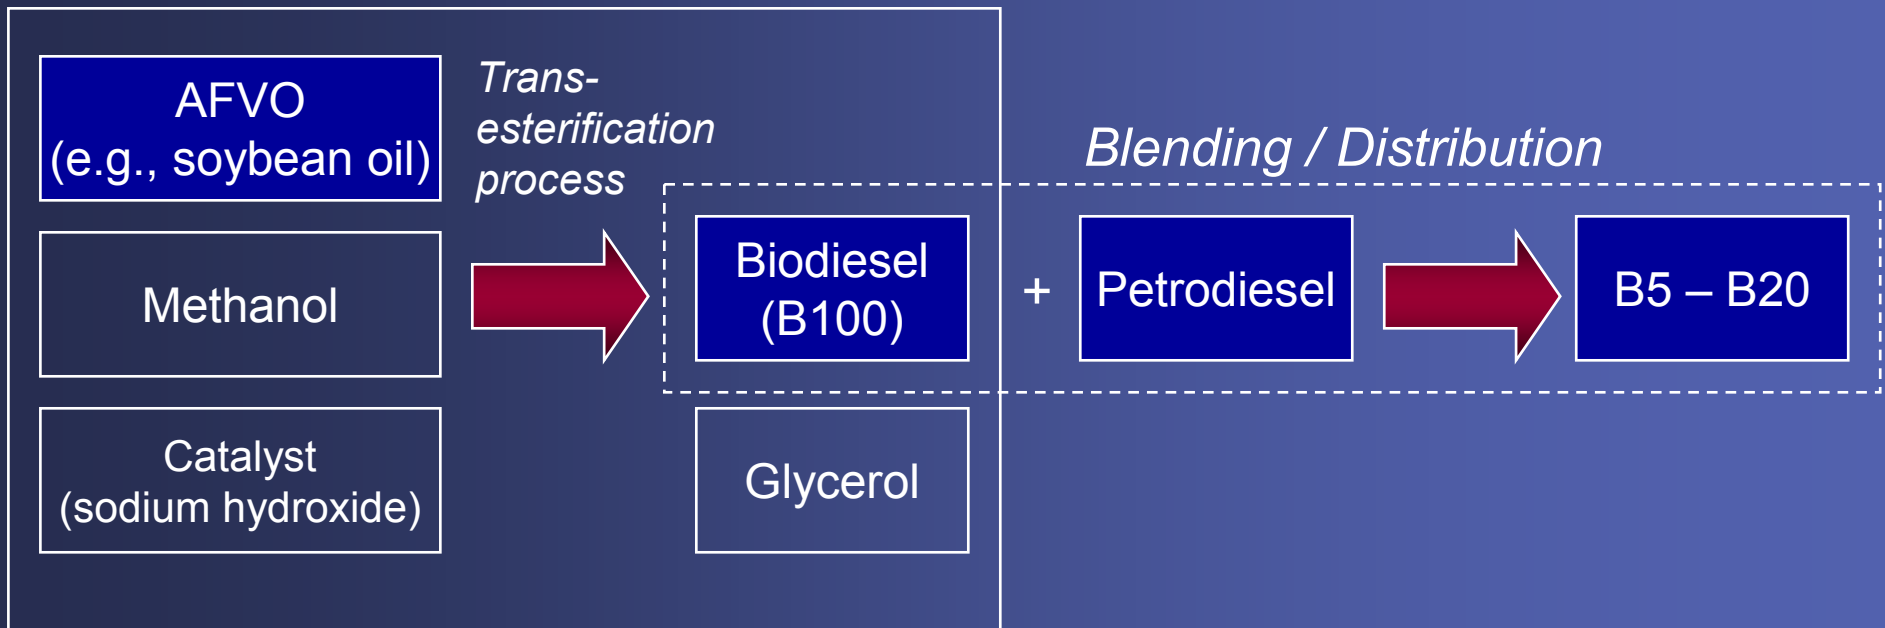 AFVO
(e.g., soybean oil)
Methanol
Catalyst
(sodium hydroxide)
Trans-
esterification
process
Biodiesel
(B100)
Glycerol
Blending / Distribution
+
Petrodiesel
B5 – B20